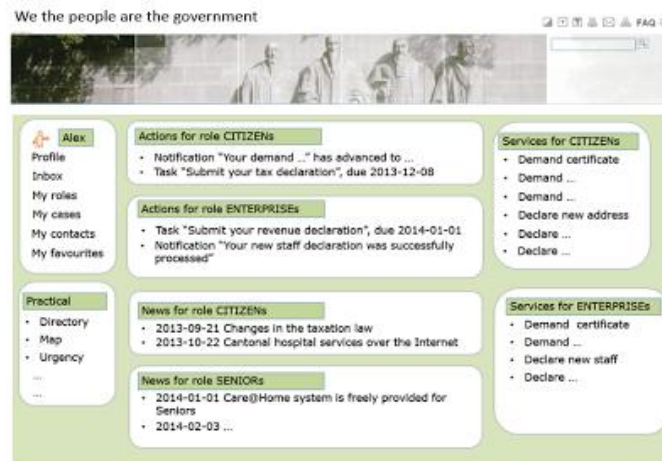 We the people are the government
FAQ
Alex
Profile
Inbox
My roles
My cases
My contacts
My favourites
Practical
• Directory
• Map
• Urgency
...
...
Actions for role CITIZENs
• Notification "Your demand ..." has advanced to ...
• Task "Submit your tax declaration", due 2013-12-08
Actions for role ENTERPRISEs
• Task "Submit your revenue declaration", due 2014-01-01
• Notification "Your new staff declaration was successfully
processed"
News for role CITIZENs
• 2013-09-21 Changes in the taxation law
• 2013-10-22 Cantonal hospital services over the Internet
News for role SENIORs
• 2014-01-01 Care@Home system is freely provided for
Seniors
• 2014-02-03 ...
Services for CITIZENs
• Demand certificate
• Demand ...
• Demand ...
• Declare new address
• Declare ...
• Declare ...
Services for ENTERPRISEs
• Demand certificate
• Demand ...
• Declare new staff
• Declare ...